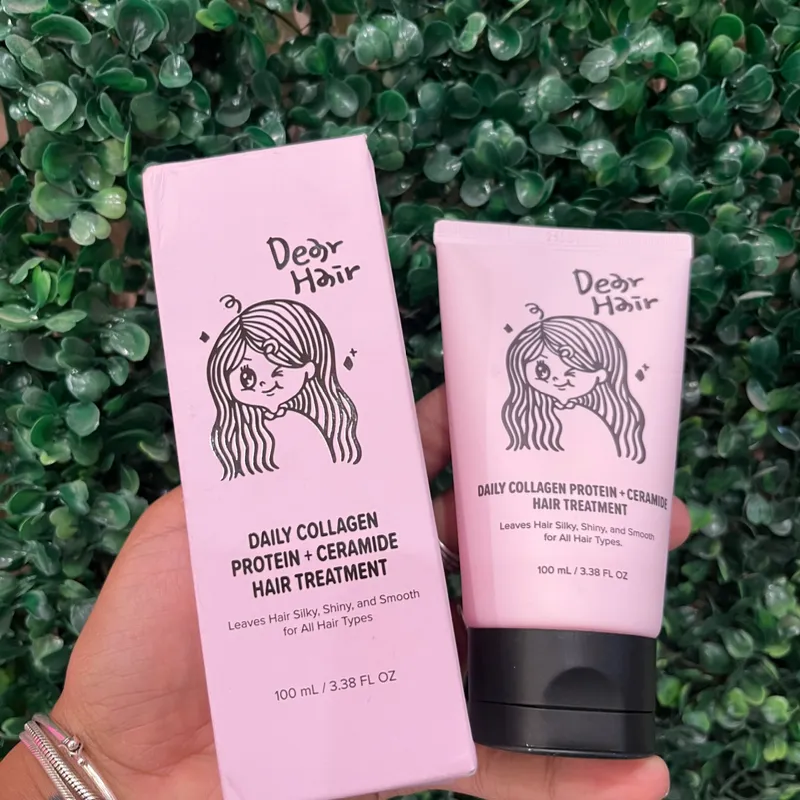 Dear
Hair
DAILY COLLAGEN
PROTEIN + CERAMIDE
HAIR TREATMENT
Leaves Hair Silky, Shiny, and Smooth
for All Hair Types
100 mL / 3.38 FL OZ
Dear
Hair
DAILY COLLAGEN PROTEIN + CERAMIDE
HAIR TREATMENT
Leaves Hair Silky, Shiny, and Smooth
for All Hair Types.
100 mL / 3.38 FL OZ